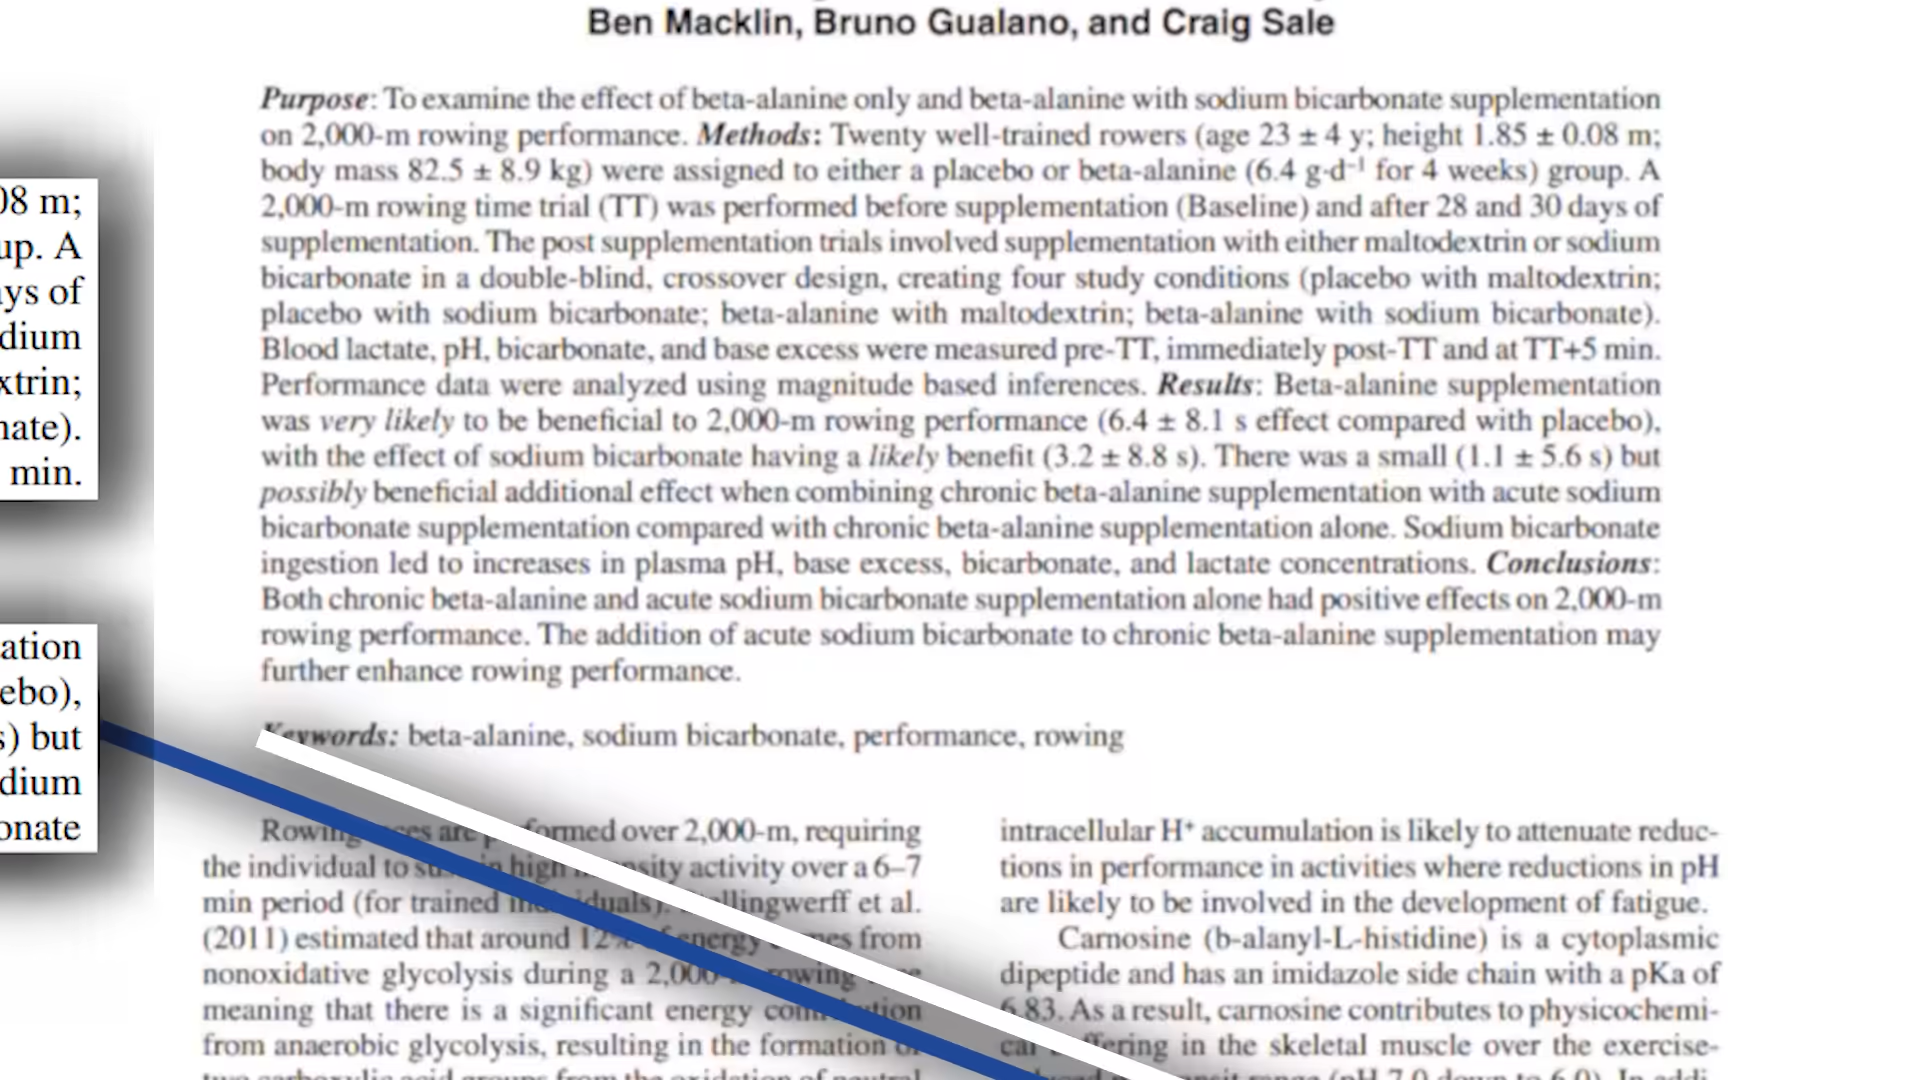 Ben Macklin, Bruno Gualano, and Craig Sale
Purpose: To examine the effect of beta-alanine only and beta-alanine with sodium bicarbonate supplementation
on 2,000-m rowing performance. Methods: Twenty well-trained rowers (age 23 ± 4 y; height 1.85 ± 0.08 m;
body mass 82.5 ± 8.9 kg) were assigned to either a placebo or beta-alanine (6.4 g·d⁻¹ for 4 weeks) group. A
2,000-m rowing time trial (TT) was performed before supplementation (Baseline) and after 28 and 30 days of
supplementation. The post supplementation trials involved supplementation with either maltodextrin or sodium
bicarbonate in a double-blind, crossover design, creating four study conditions (placebo with maltodextrin;
placebo with sodium bicarbonate; beta-alanine with maltodextrin; beta-alanine with sodium bicarbonate).
Blood lactate, pH, bicarbonate, and base excess were measured pre-TT, immediately post-TT and at TT+5 min.
Performance data were analyzed using magnitude based inferences. Results: Beta-alanine supplementation
was very likely to be beneficial to 2,000-m rowing performance (6.4 ± 8.1 s effect compared with placebo),
with the effect of sodium bicarbonate having a likely benefit (3.2 ± 8.8 s). There was a small (1.1 ± 5.6 s) but
possibly beneficial additional effect when combining chronic beta-alanine supplementation with acute sodium
bicarbonate supplementation compared with chronic beta-alanine supplementation alone. Sodium bicarbonate
ingestion led to increases in plasma pH, base excess, bicarbonate, and lactate concentrations. Conclusions:
Both chronic beta-alanine and acute sodium bicarbonate supplementation alone had positive effects on 2,000-m
rowing performance. The addition of acute sodium bicarbonate to chronic beta-alanine supplementation may
further enhance rowing performance.
Keywords: beta-alanine, sodium bicarbonate, performance, rowing
08 m;
up. A
ays of
dium
xtrin;
nate).
min.
ation
ebo),
s) but
dium
onate
Rowing are performed over 2,000-m, requiring
the individual to high activity over a 6–7
min period (for trained et al.
(2011) estimated that around 12% of energy from
nonoxidative glycolysis during a 2,000 rowing
meaning that there is a significant energy
from anaerobic glycolysis, resulting in the formation
intracellular H⁺ accumulation is likely to attenuate reduc-
tions in performance in activities where reductions in pH
are likely to be involved in the development of fatigue.
Carnosine (b-alanyl-L-histidine) is a cytoplasmic
dipeptide and has an imidazole side chain with a pKa of
6.83. As a result, carnosine contributes to physicochemi-
in the skeletal muscle over the exercise-